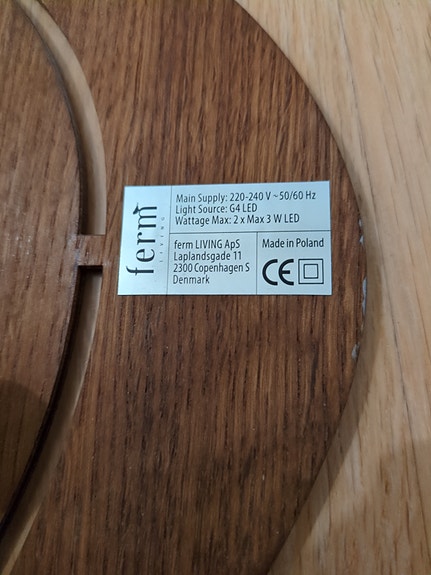 ferm
LIVING
Main Supply: 220-240 V ~50/60 Hz
Light Source: G4 LED
Wattage Max: 2 x Max 3 W LED
ferm LIVING ApS
Laplandsgade 11
2300 Copenhagen S
Denmark
Made in Poland
CE